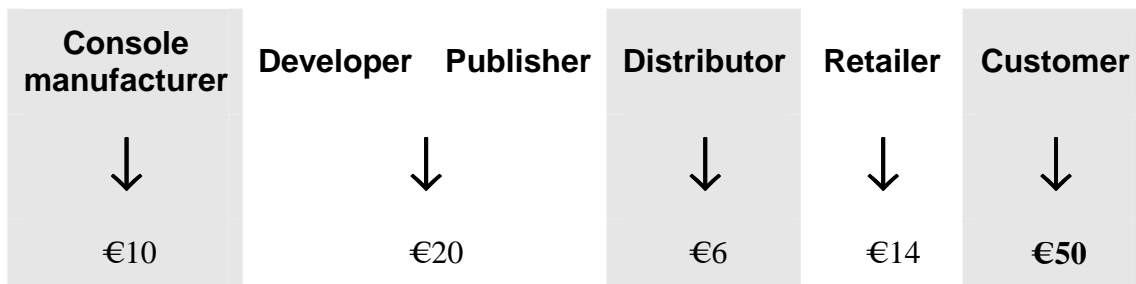 Console
manufacturer
Developer Publisher
Distributor
Retailer
Customer
€10
€20
€6
€14
€50